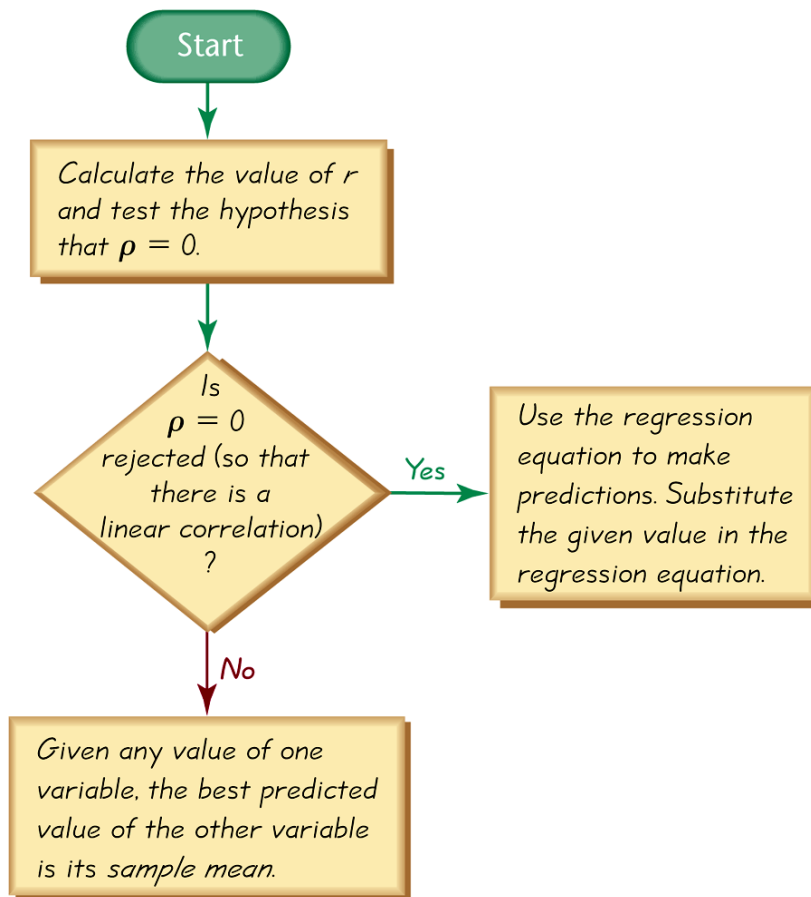 Start
Calculate the value of r
and test the hypothesis
that ρ = 0.
Is
ρ = 0
rejected (so that
there is a
linear correlation)
?
Yes
Use the regression
equation to make
predictions. Substitute
the given value in the
regression equation.
No
Given any value of one
variable, the best predicted
value of the other variable
is its sample mean.